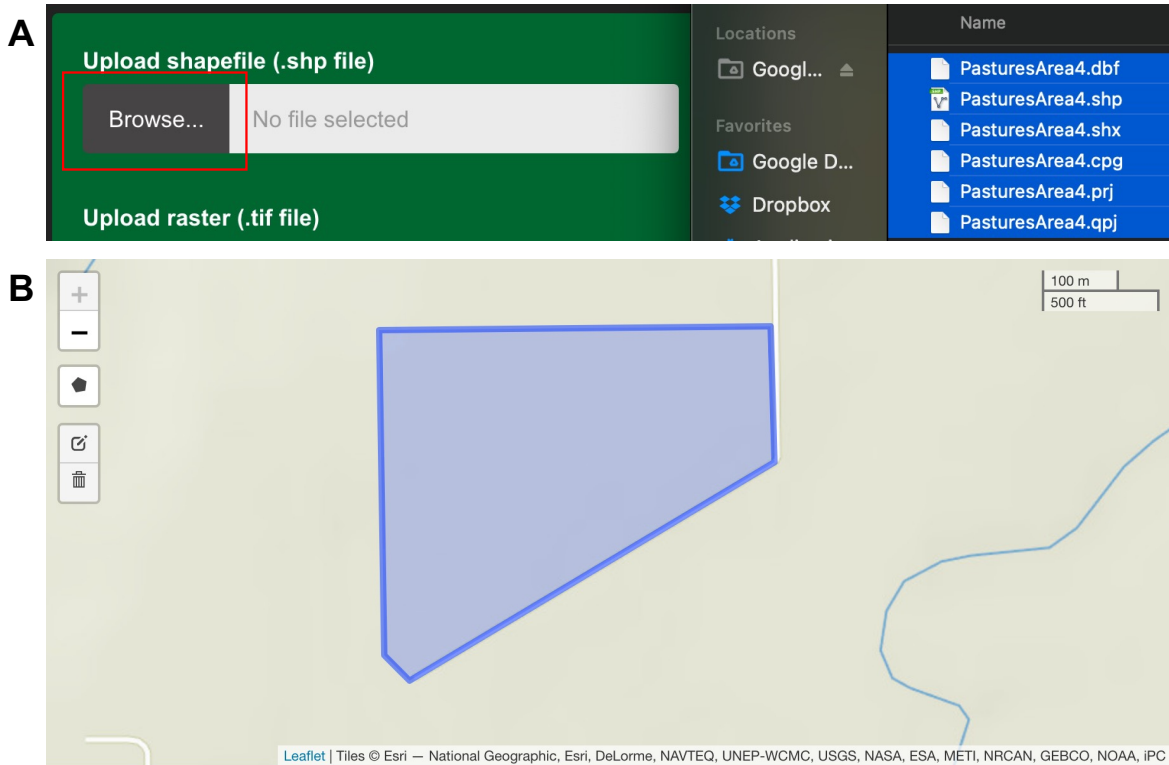 A
Upload shapefile (.shp file)
Browse...
No file selected
Upload raster (.tif file)
Locations
Googl...
Favorites
Google D...
Dropbox
Name
PasturesArea4.dbf
PasturesArea4.shp
PasturesArea4.shx
PasturesArea4.cpg
PasturesArea4.prj
PasturesArea4.qpj
B
+
−
100 m
500 ft
Leaflet | Tiles © Esri — National Geographic, Esri, DeLorme, NAVTEQ, UNEP-WCMC, USGS, NASA, ESA, METI, NRCAN, GEBCO, NOAA, iPC